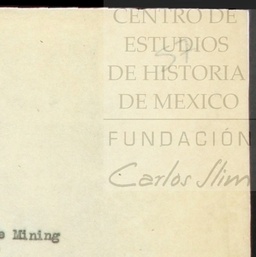 CENTRO DE
ESTUDIOS
DE HISTORIA
DE MEXICO
FUNDACIÓN
Carlos Slim
e Mining